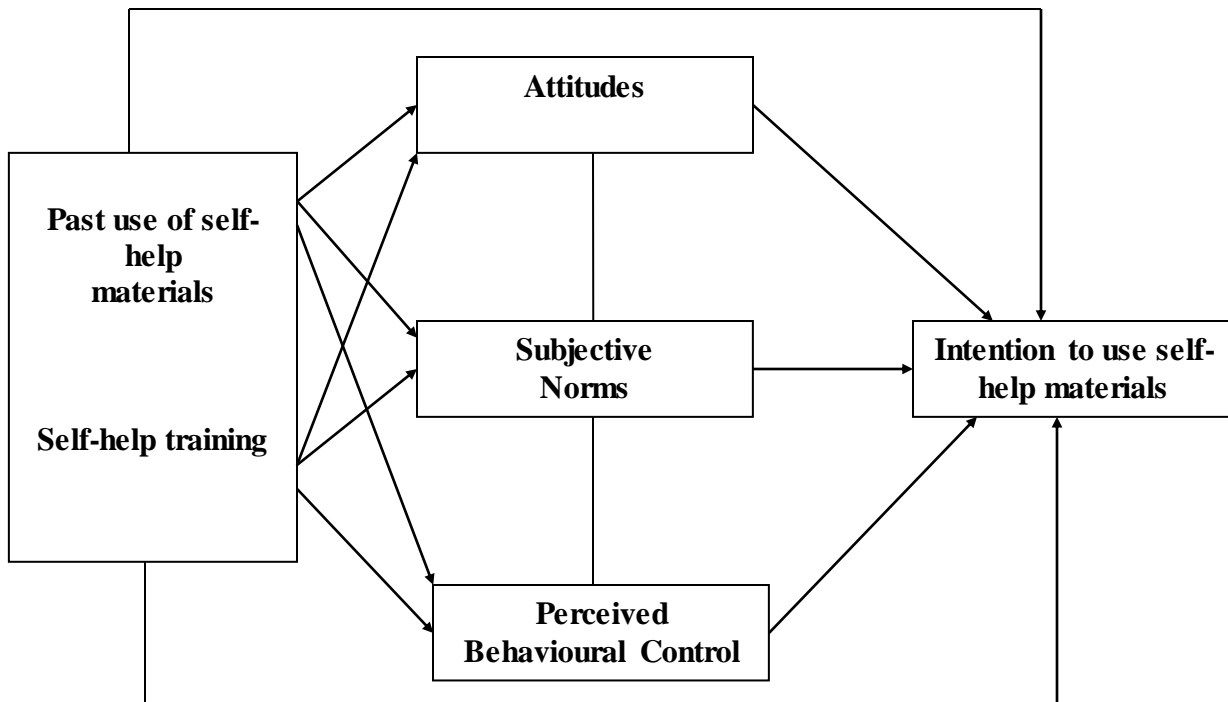 Attitudes
Past use of self-
help
materials
Self-help training
Subjective
Norms
Perceived
Behavioural Control
Intention to use self-
help materials